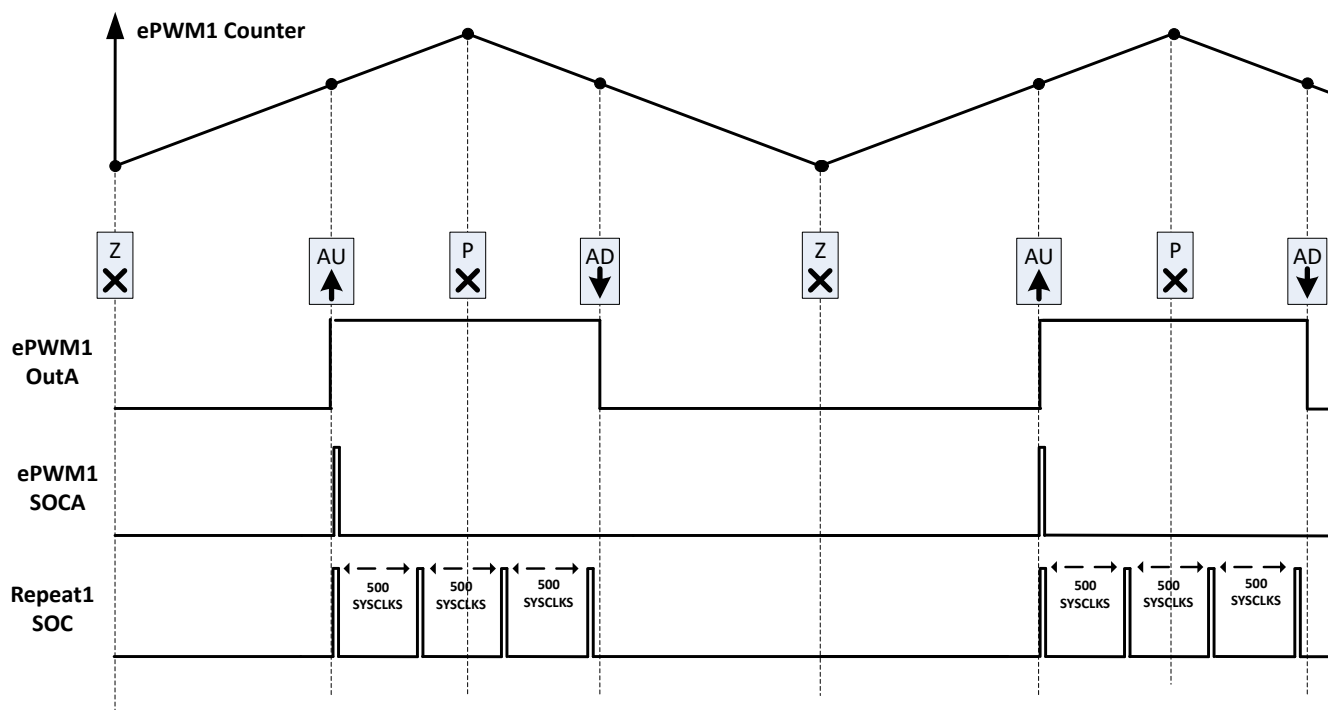 ePWM1 Counter
Z
AU
P
AD
Z
AU
P
AD
ePWM1
OutA
ePWM1
SOCA
Repeat1
SOC
500
SYSCLKS
500
SYSCLKS
500
SYSCLKS
500
SYSCLKS
500
SYSCLKS
500
SYSCLKS